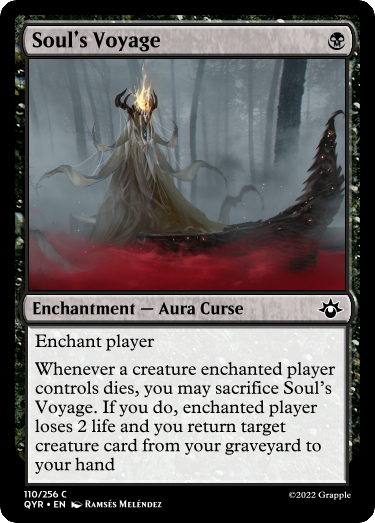 Soul's Voyage
Enchantment — Aura Curse
Enchant player
Whenever a creature enchanted player
controls dies, you may sacrifice Soul's
Voyage. If you do, enchanted player
loses 2 life and you return target
creature card from your graveyard to
your hand
110/256 C
QYR • EN Ramsés Meléndez
©2022 Grapple